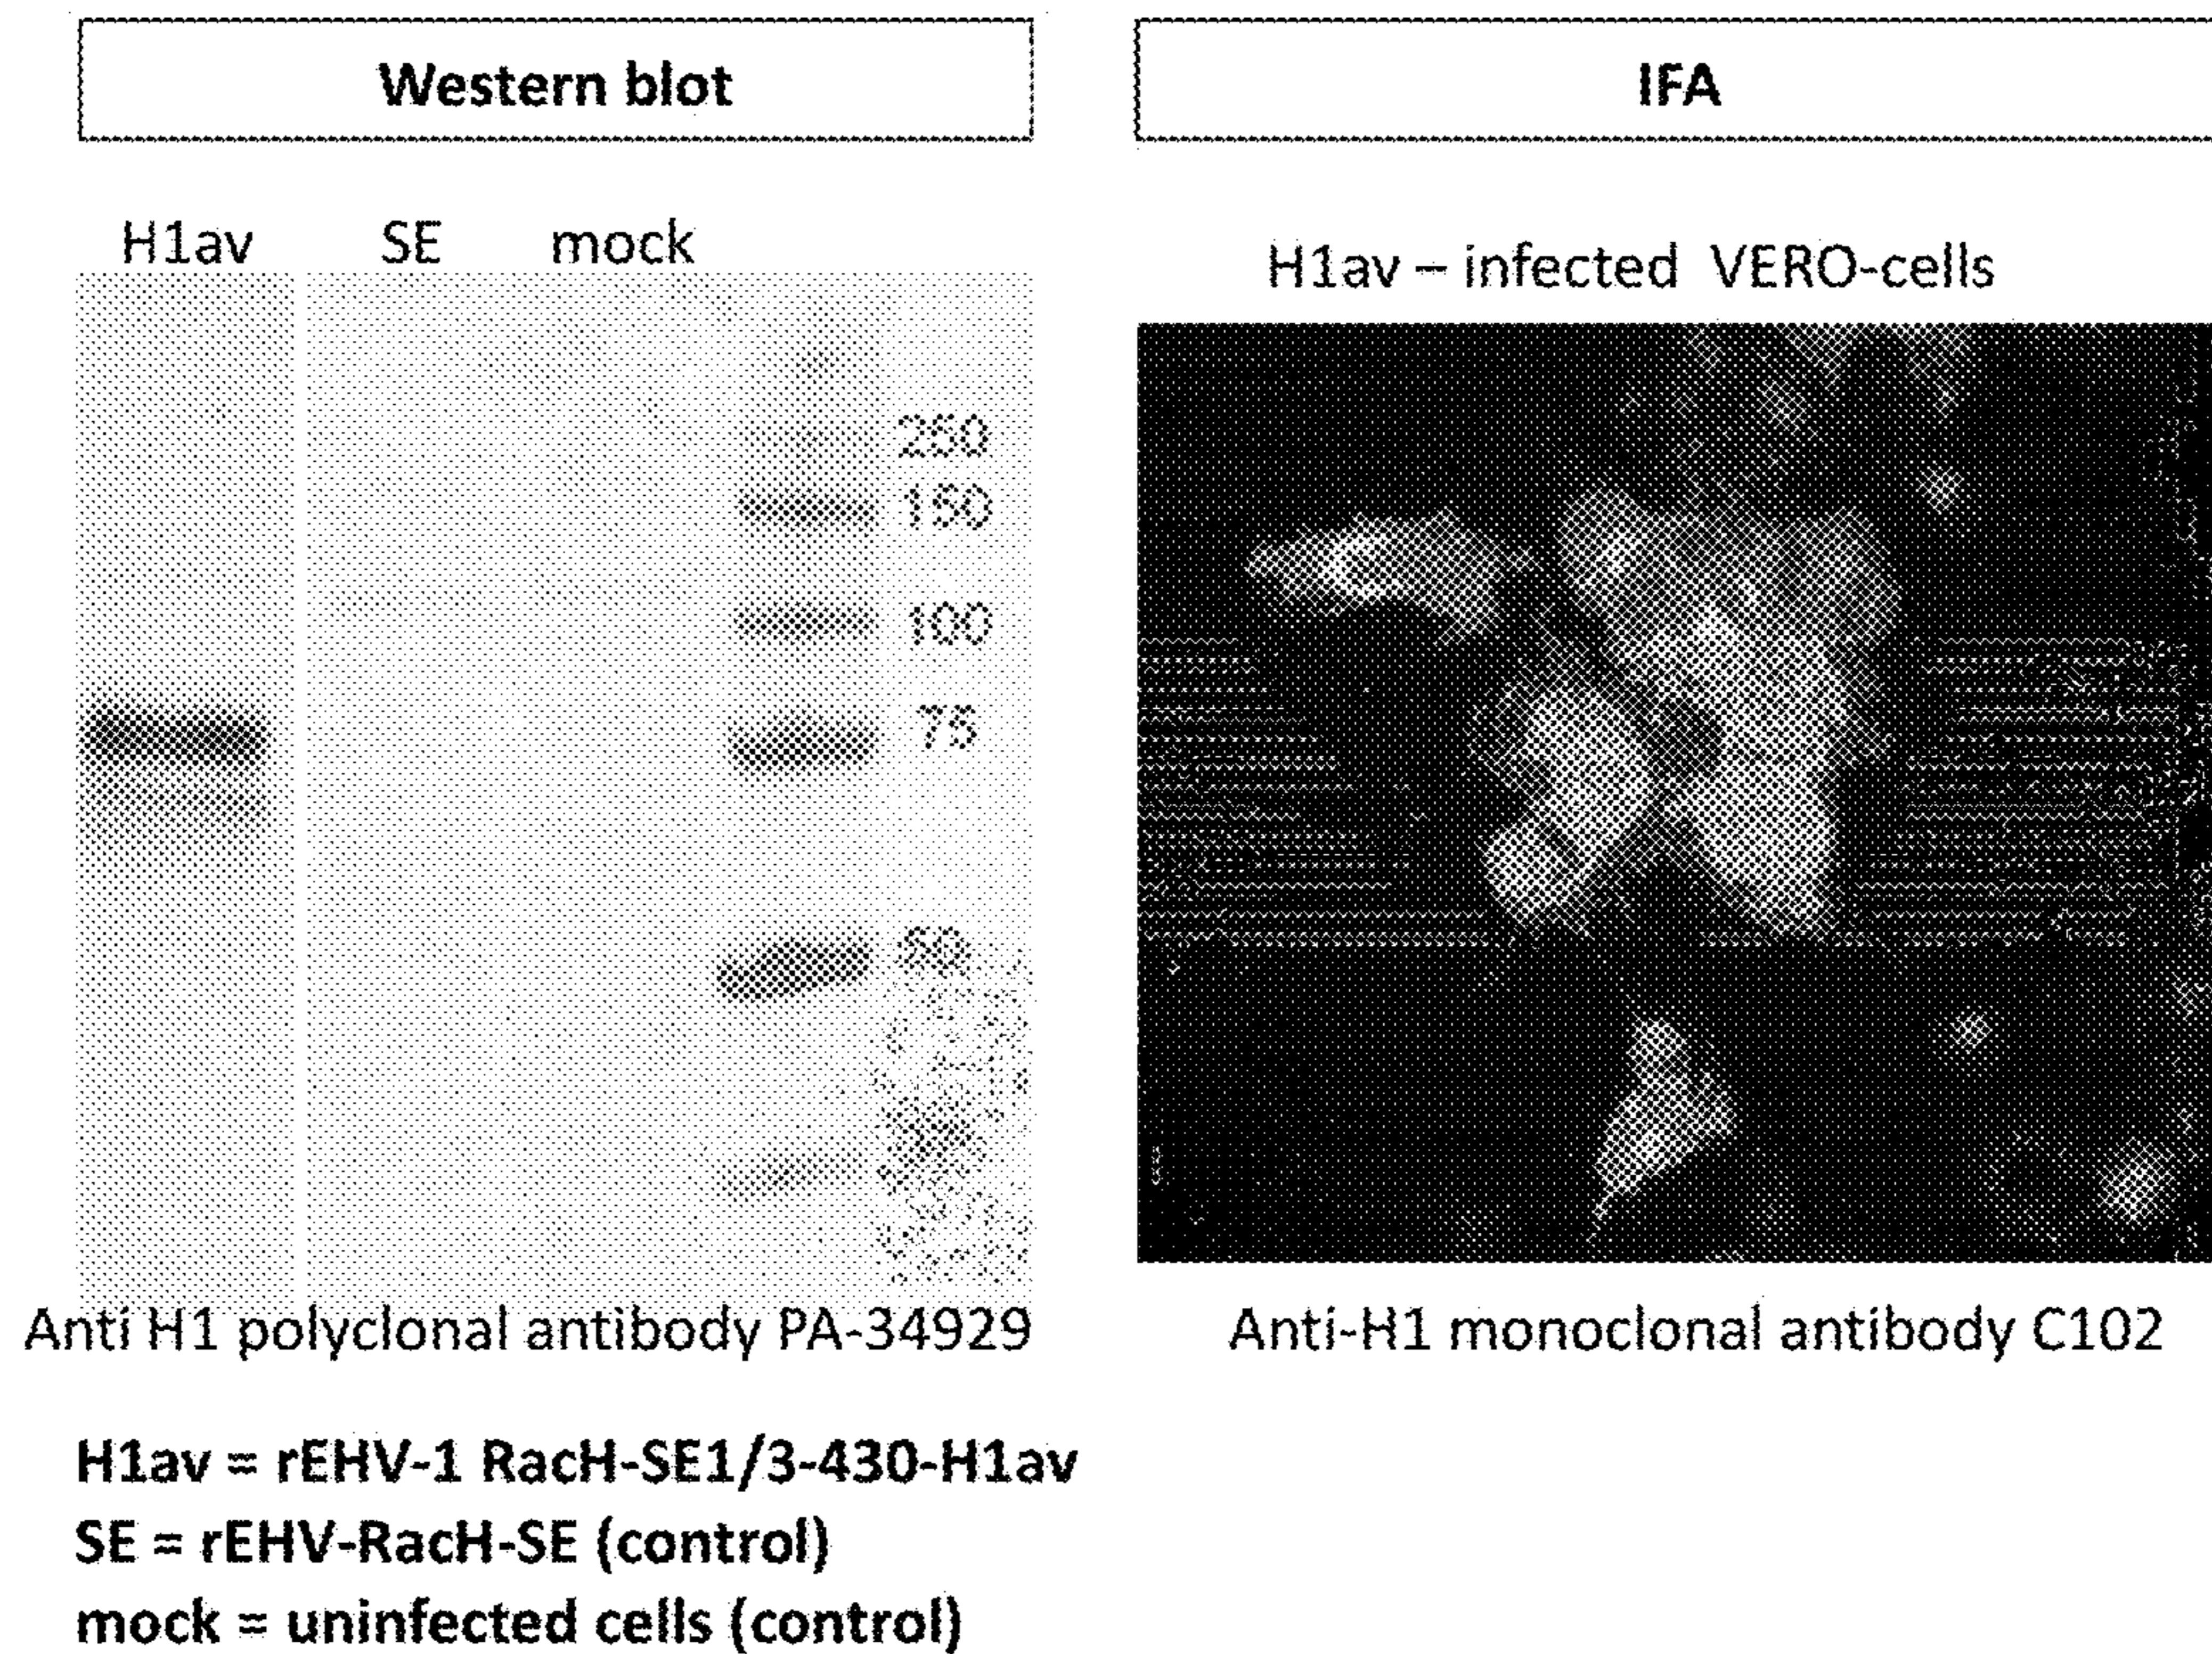 Western blot
H1av SE mock
250
150
100
75
50
Anti H1 polyclonal antibody PA-34929
IFA
H1av – infected VERO-cells
Anti-H1 monoclonal antibody C102
H1av = rEHV-1 RacH-SE1/3-430-H1av
SE = rEHV-RacH-SE (control)
mock = uninfected cells (control)